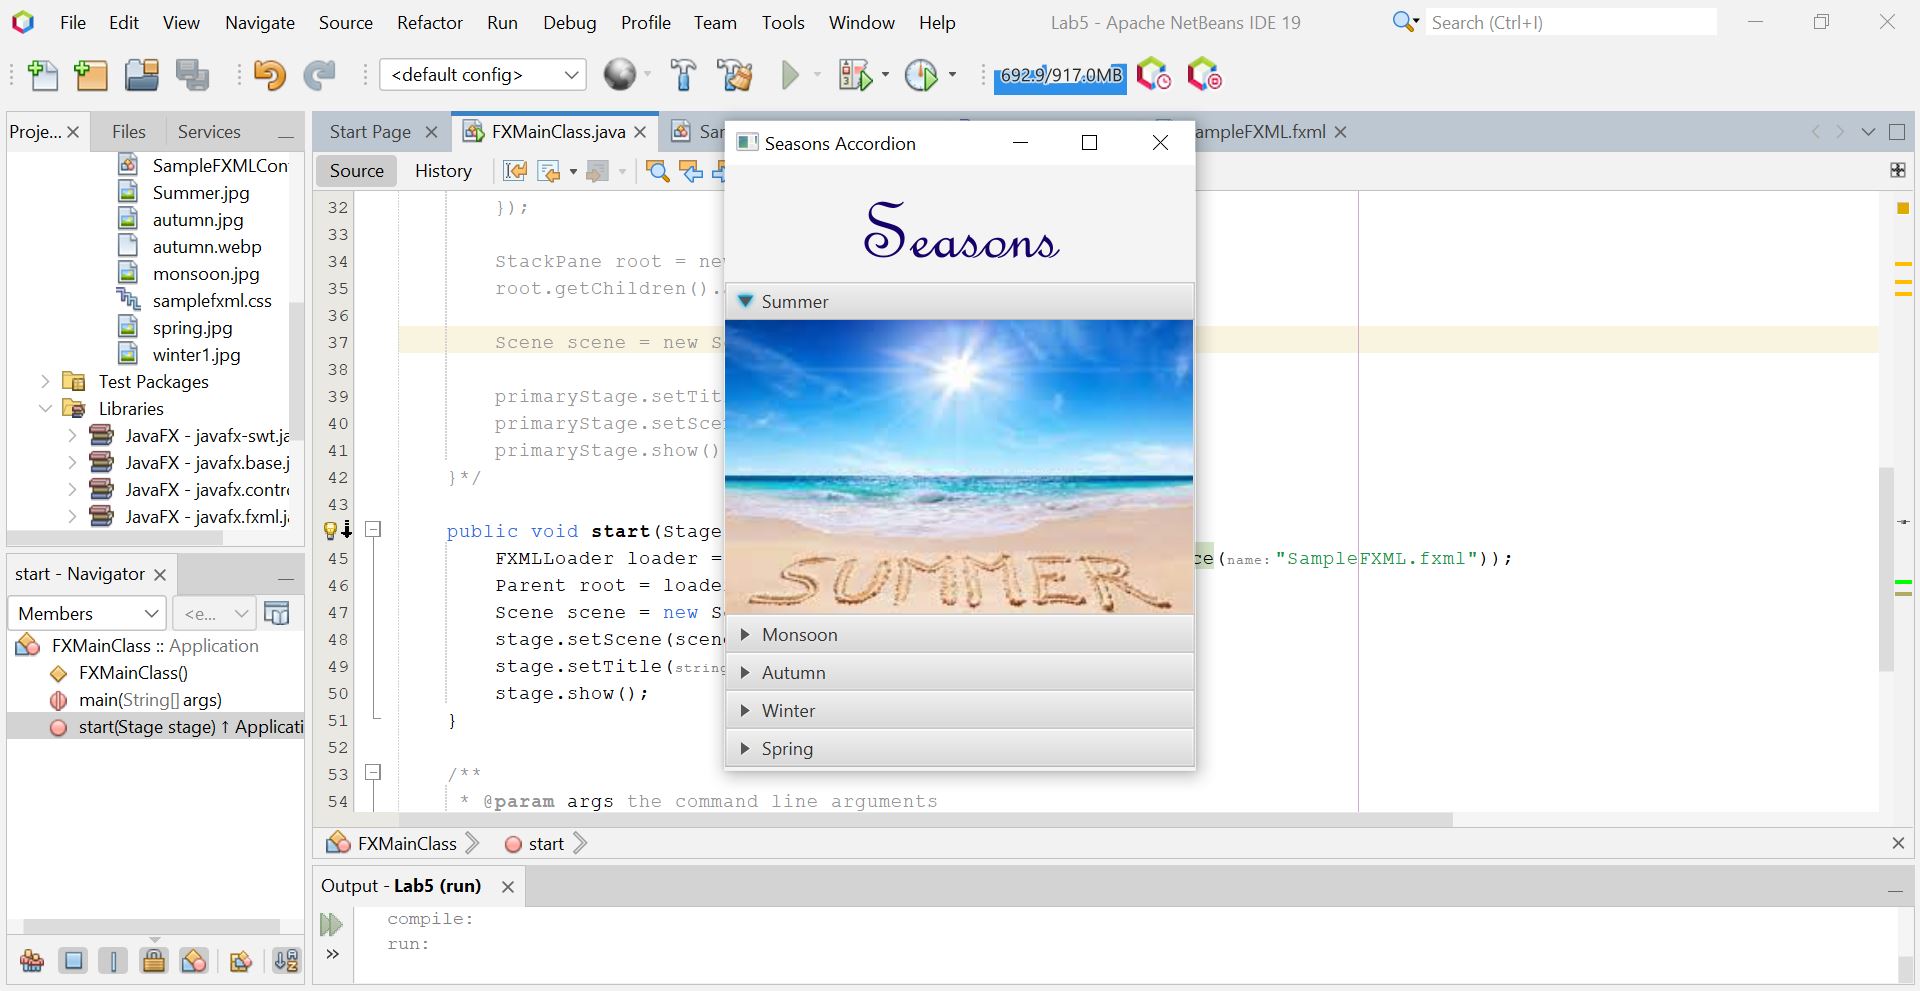 File Edit View Navigate Source Refactor Run Debug Profile Team Tools Window Help Lab5 - Apache NetBeans IDE 19 Search (Ctrl+I)
<default config> 692.9/917.0MB
Proje... Files Services
SampleFXMLCon
Summer.jpg
autumn.jpg
autumn.webp
monsoon.jpg
samplefxml.css
spring.jpg
winter1.jpg
Test Packages
Libraries
JavaFX - javafx-swt.ja
JavaFX - javafx.base.j
JavaFX - javafx.contro
JavaFX - javafx.fxml.ja
start - Navigator
Members <e...
FXMainClass :: Application
FXMainClass()
main(String[] args)
start(Stage stage) ↑ Applicati
Start Page FXMainClass.java Sa ampleFXML.fxml
Source History
32 });
33
34 StackPane root = new
35 root.getChildren().
36
37 Scene scene = new S
38
39 primaryStage.setTit
40 primaryStage.setSce
41 primaryStage.show()
42 }*/
43
public void start(Stage
45 FXMLLoader loader = ce(name:"SampleFXML.fxml"));
46 Parent root = loade
47 Scene scene = new S
48 stage.setScene(scen
49 stage.setTitle(string
50 stage.show();
51 }
52
53 /**
54 * @param args the command line arguments
Seasons Accordion
Seasons
Summer
SUMMER
Monsoon
Autumn
Winter
Spring
FXMainClass start
Output - Lab5 (run)
compile:
run: